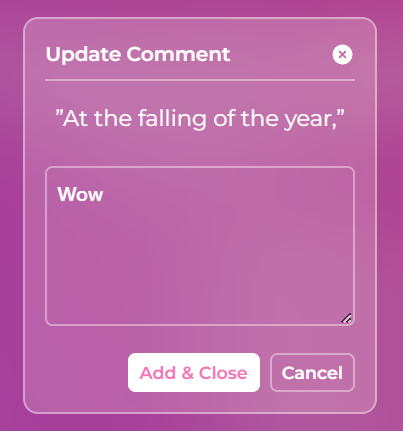 Update Comment
”At the falling of the year,”
Wow
Add & Close
Cancel